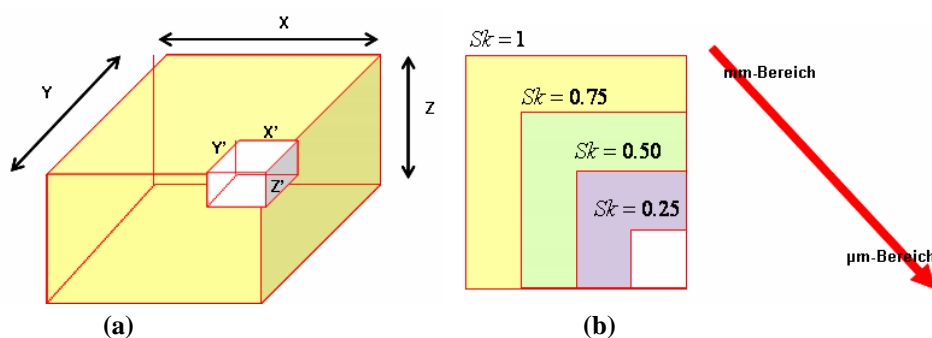 X
Y
Z
X'
Y'
Z'
(a)
Sk = 1
Sk = 0.75
Sk = 0.50
Sk = 0.25
mm-Bereich
µm-Bereich
(b)